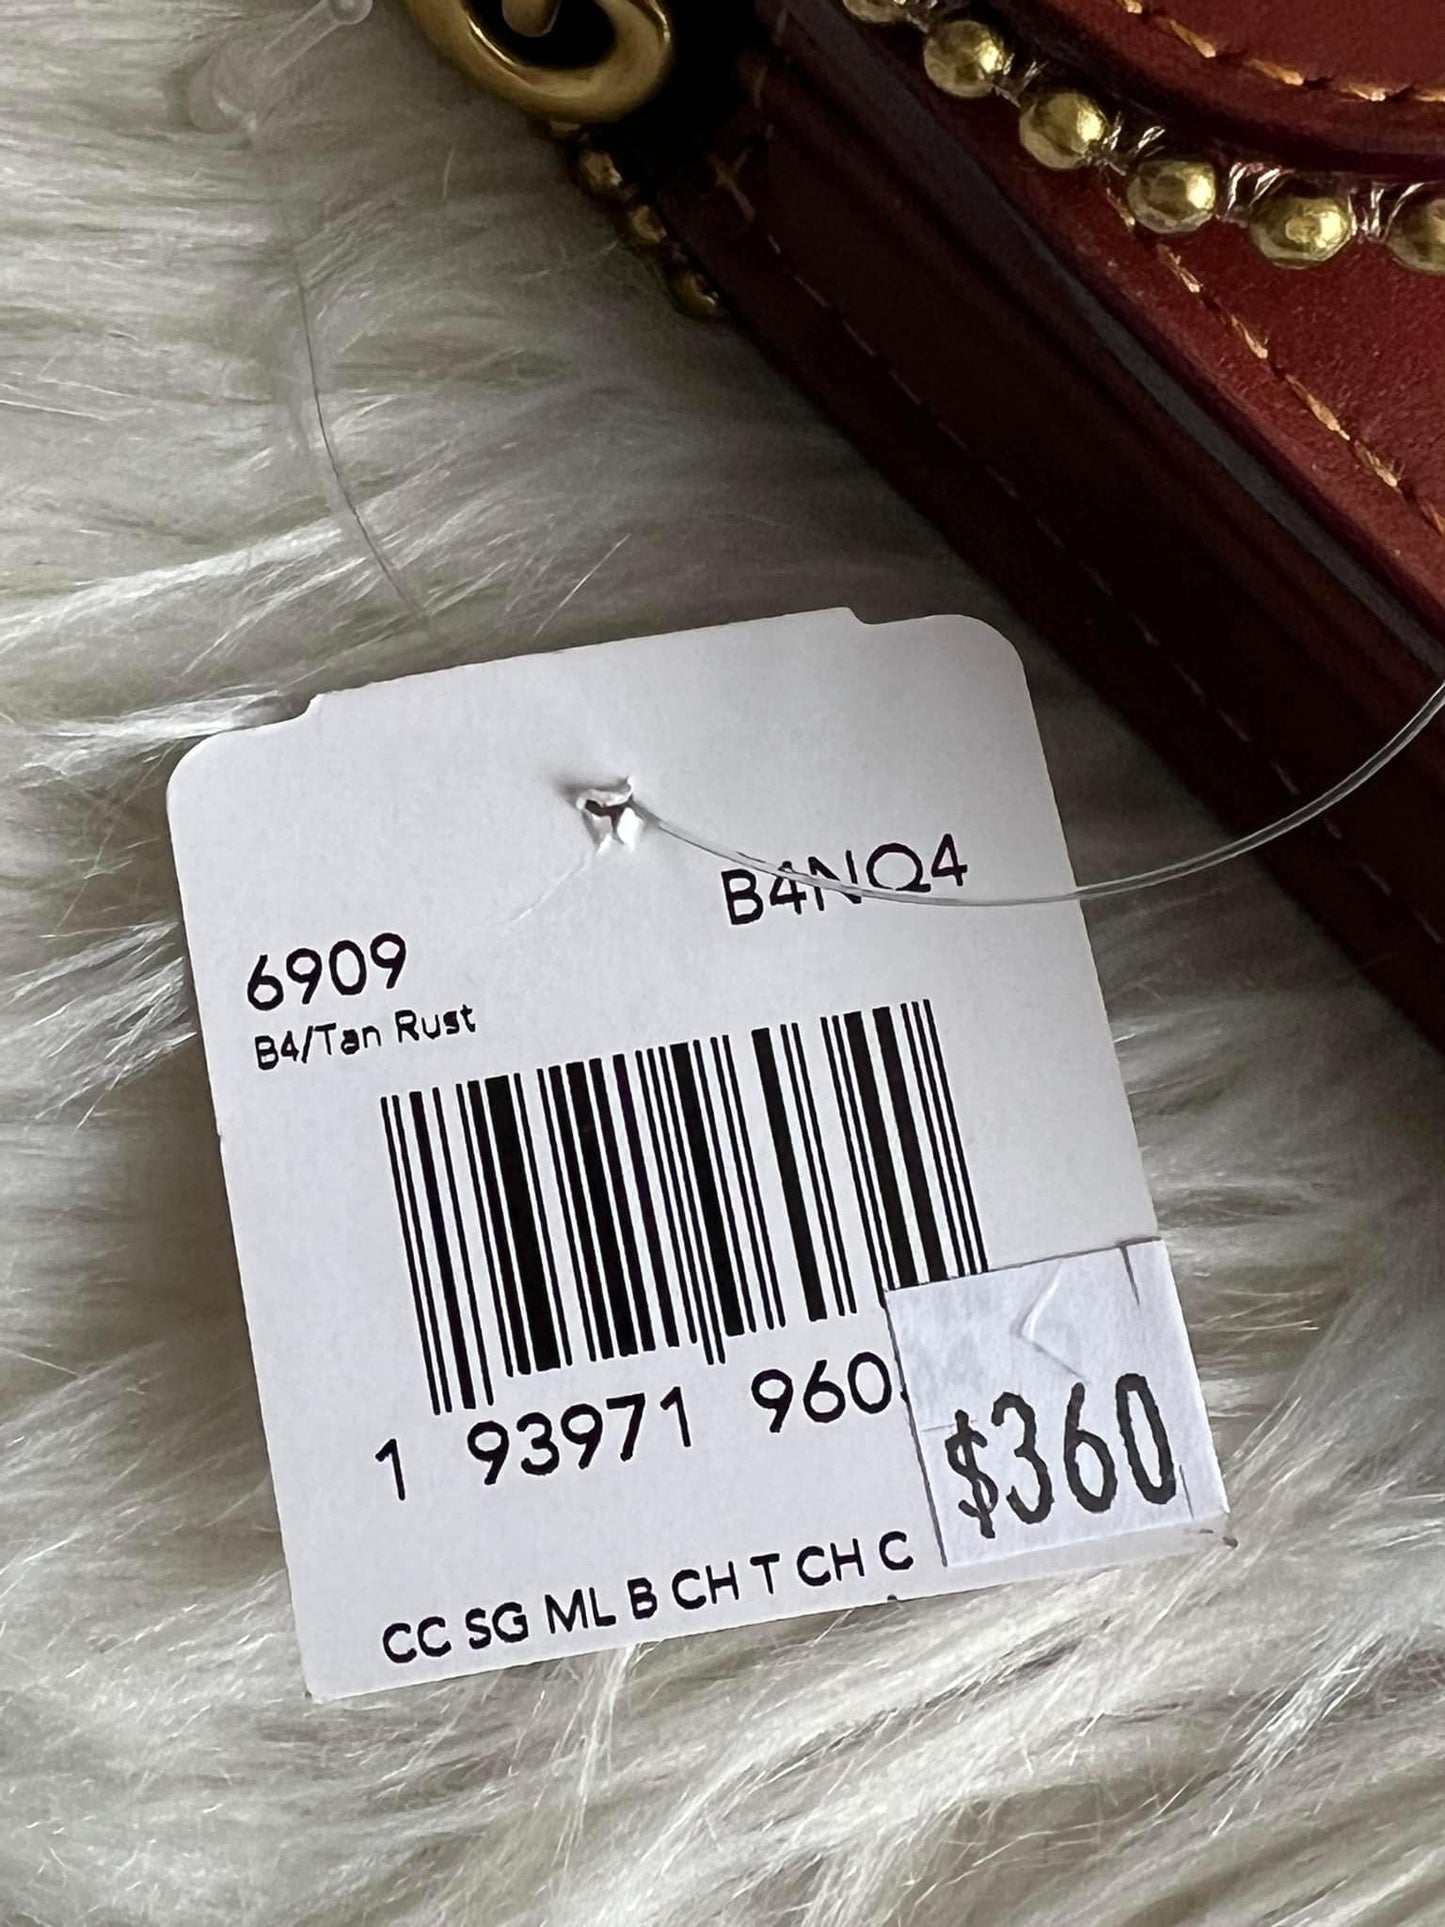 B4NQ4
6909
B4/Tan Rust
1 93971 960
$360
CC SG ML B CH T CH C